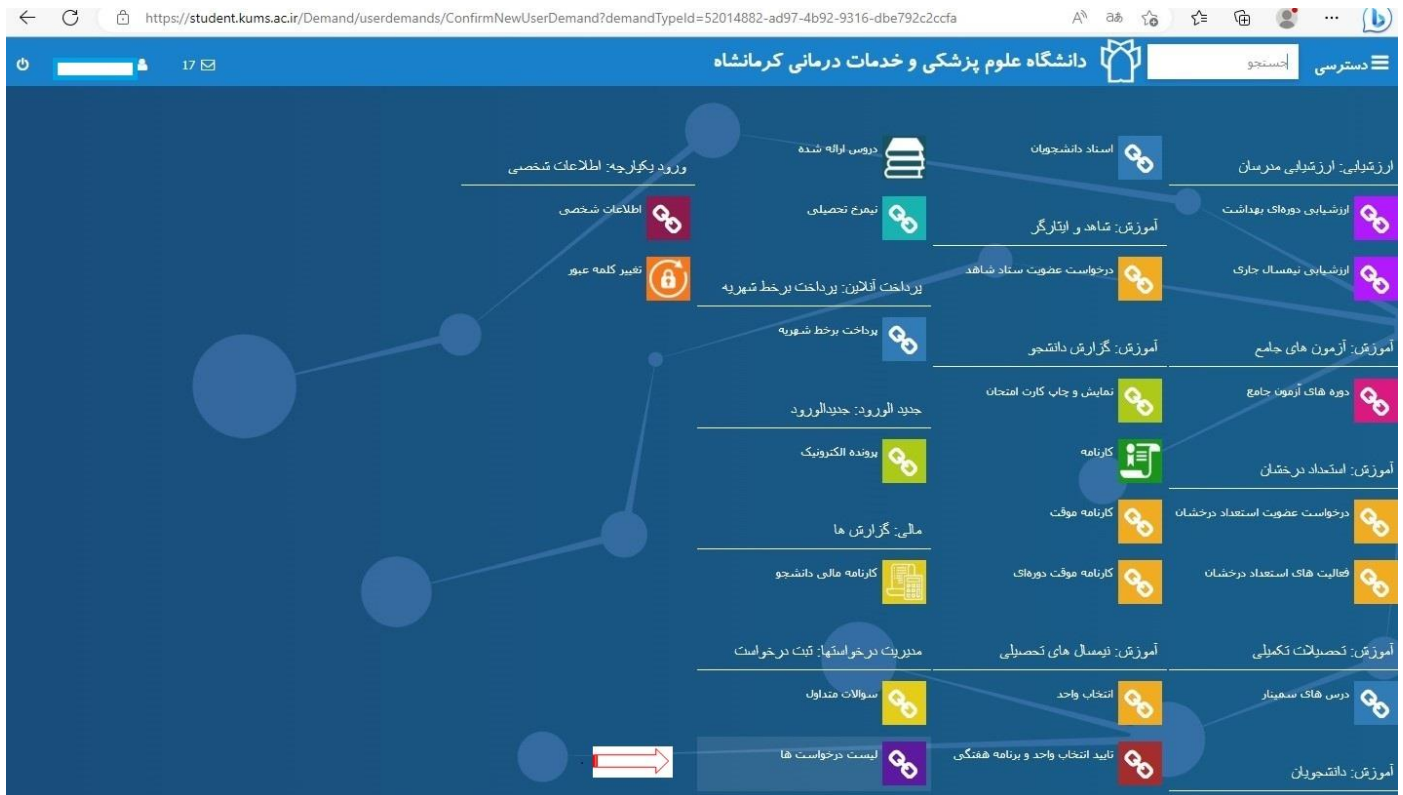 https://student.kums.ac.ir/Demand/userdemands/ConfirmNewUserDemand?demandTypeId=52014882-ad97-4b92-9316-dbe792c2ccfa
دسترسی
جستجو
دانشگاه علوم پزشکی و خدمات درمانی کرمانشاه
17
ارزشیابی: ارزشیابی مدرسان
ارزشیابی دوره‌ای بهداشت
ارزشیابی نیمسال جاری
آموزش: آزمون های جامع
دوره های آزمون جامع
آموزش: استعداد درخشان
درخواست عضویت استعداد درخشان
فعالیت های استعداد درخشان
آموزش: تحصیلات تکمیلی
درس های سمینار
آموزش: دانشجویان
اسناد دانشجویان
آموزش: شاهد و ایثارگر
درخواست عضویت ستاد شاهد
آموزش: گزارش دانشجو
نمایش و چاپ کارت امتحان
کارنامه
کارنامه موقت
کارنامه موقت دوره‌ای
آموزش: نیمسال های تحصیلی
انتخاب واحد
تایید انتخاب واحد و برنامه هفتگی
دروس ارائه شده
نیمرخ تحصیلی
پرداخت آنلاین: پرداخت برخط شهریه
پرداخت برخط شهریه
جدید الورود: جدیدالورود
پرونده الکترونیک
مالی: گزارش ها
کارنامه مالی دانشجو
مدیریت درخواستها: ثبت درخواست
سوالات متداول
لیست درخواست ها
ورود یکپارچه: اطلاعات شخصی
اطلاعات شخصی
تغییر کلمه عبور